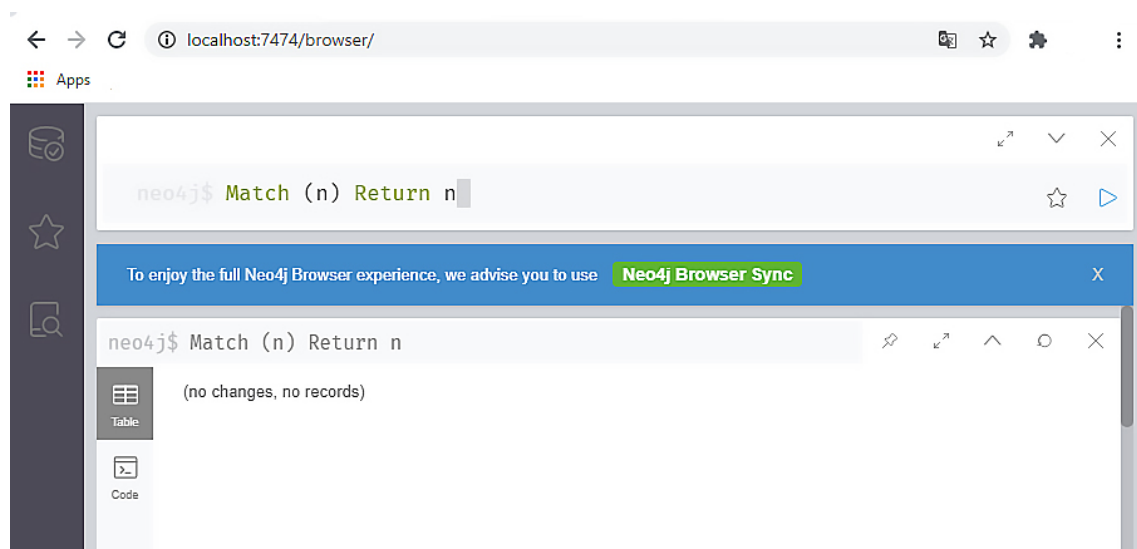 localhost:7474/browser/
Apps
neo4j$ Match (n) Return n
To enjoy the full Neo4j Browser experience, we advise you to use Neo4j Browser Sync X
neo4j$ Match (n) Return n
(no changes, no records)
Table
Code